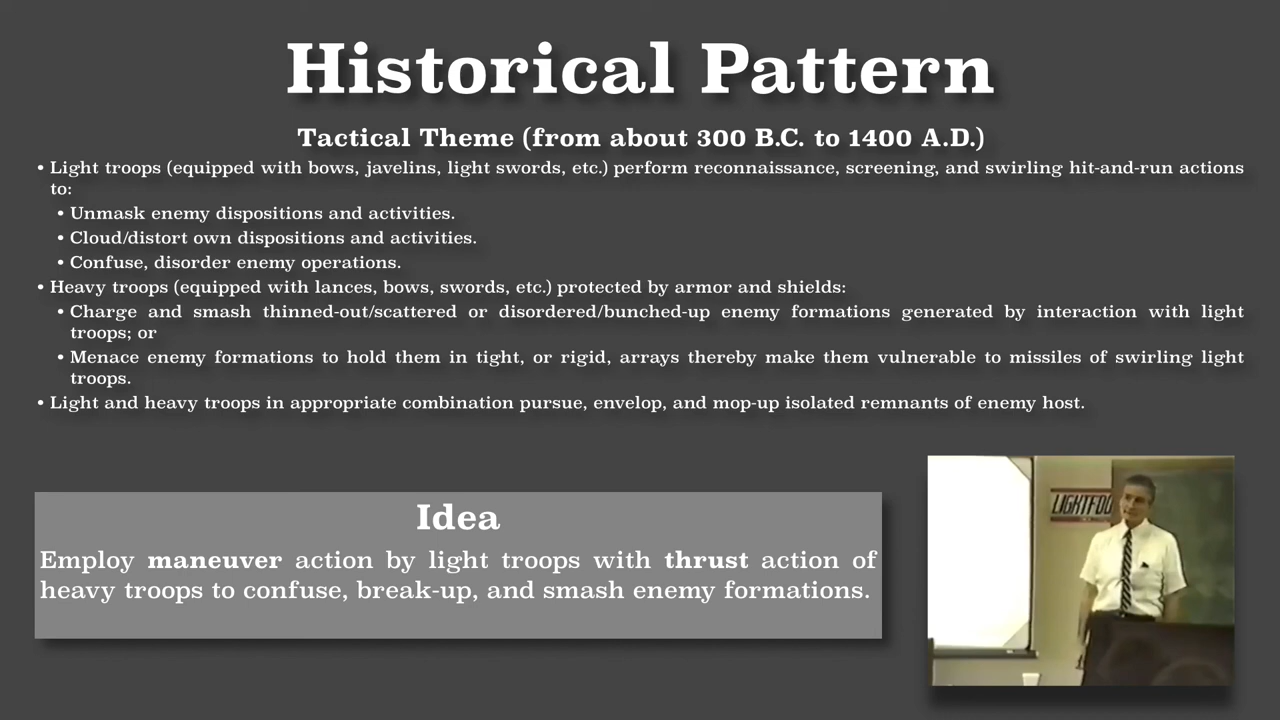 Historical Pattern
Tactical Theme (from about 300 B.C. to 1400 A.D.)
• Light troops (equipped with bows, javelins, light swords, etc.) perform reconnaissance, screening, and swirling hit-and-run actions
to:
• Unmask enemy dispositions and activities.
• Cloud/distort own dispositions and activities.
• Confuse, disorder enemy operations.
• Heavy troops (equipped with lances, bows, swords, etc.) protected by armor and shields:
• Charge and smash thinned-out/scattered or disordered/bunched-up enemy formations generated by interaction with light
troops; or
• Menace enemy formations to hold them in tight, or rigid, arrays thereby make them vulnerable to missiles of swirling light
troops.
• Light and heavy troops in appropriate combination pursue, envelop, and mop-up isolated remnants of enemy host.
Idea
Employ maneuver action by light troops with thrust action of
heavy troops to confuse, break-up, and smash enemy formations.
LIGHTFOO